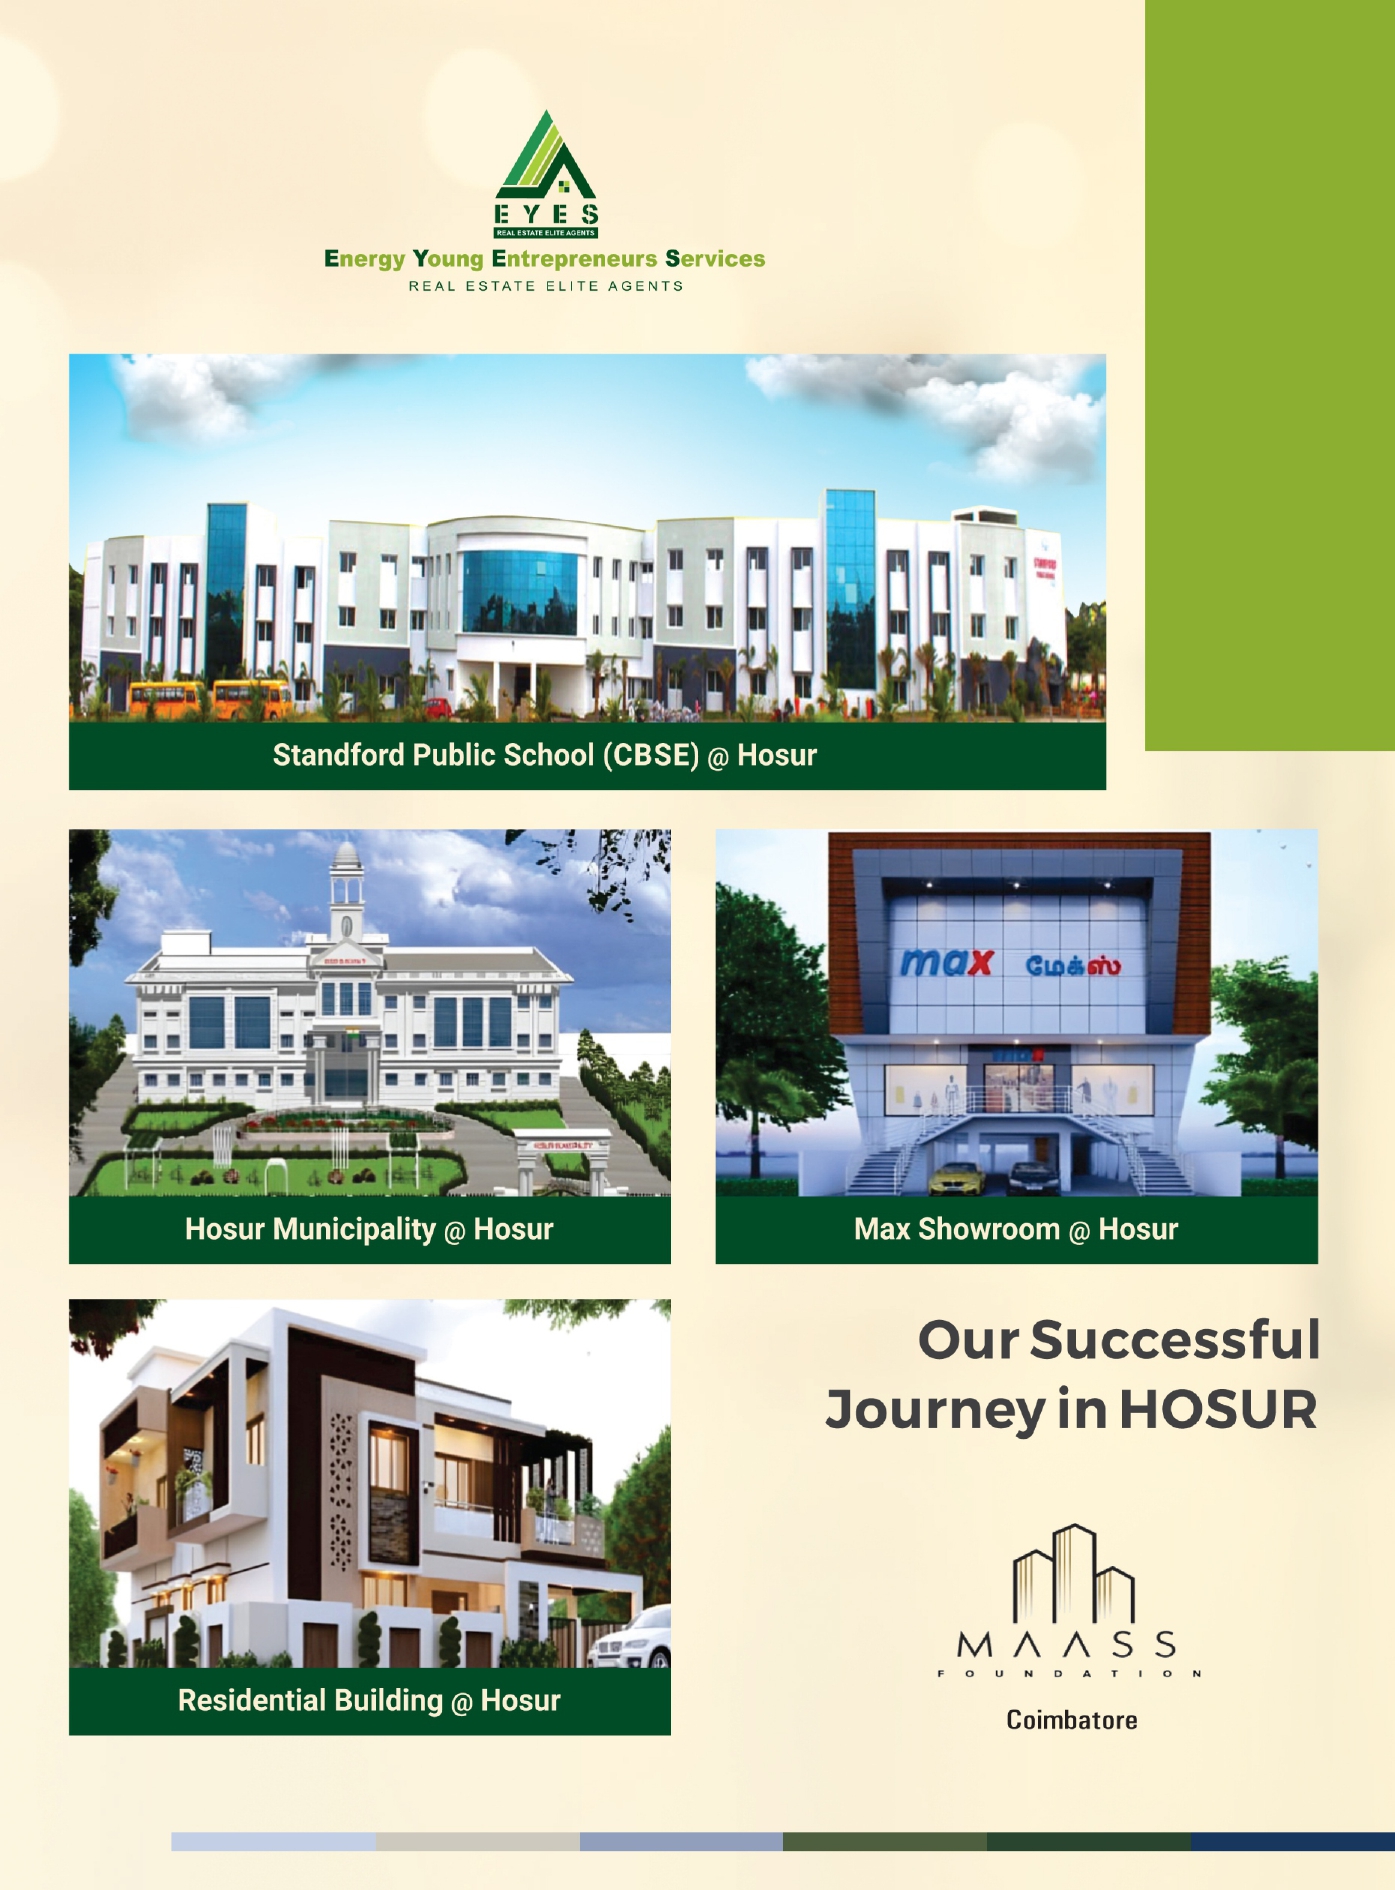 EYES
REAL ESTATE ELITE AGENTS
Energy Young Entrepreneurs Services
REAL ESTATE ELITE AGENTS
Standford Public School (CBSE) @ Hosur
max மேக்ஸ்
max
Hosur Municipality @ Hosur
Max Showroom @ Hosur
Our Successful
Journey in HOSUR
Residential Building @ Hosur
MAASS
FOUNDATION
Coimbatore